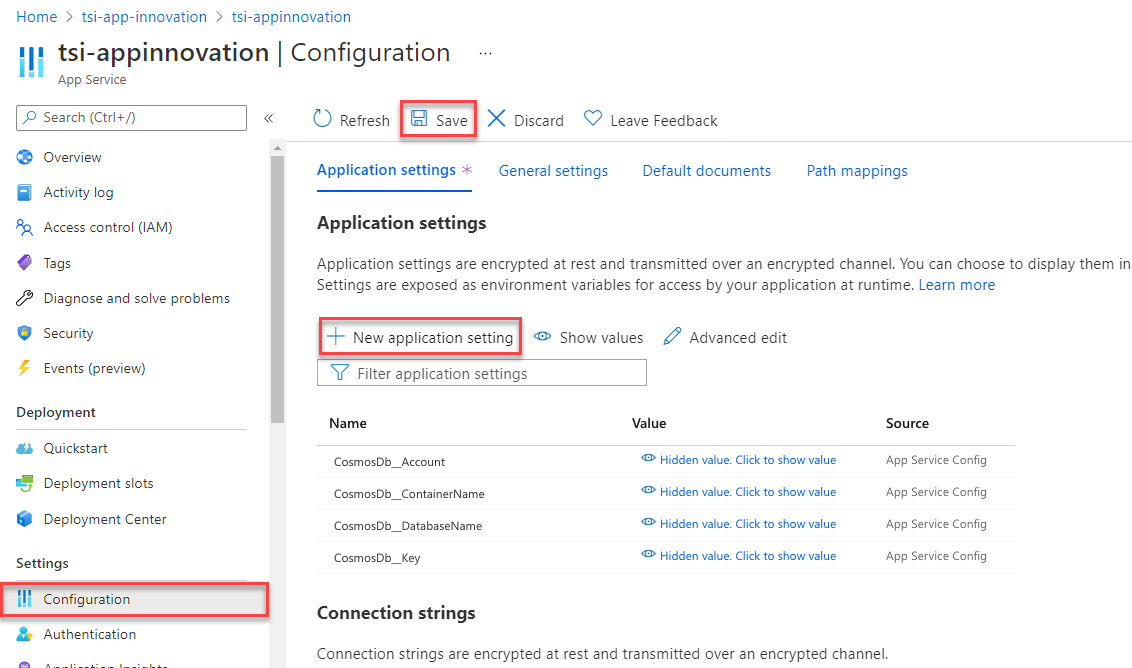 Home > tsi-app-innovation > tsi-appinnovation
tsi-appinnovation | Configuration ...
App Service
Search (Ctrl+/) «
Refresh Save Discard Leave Feedback
Overview
Activity log
Access control (IAM)
Tags
Diagnose and solve problems
Security
Events (preview)
Deployment
Quickstart
Deployment slots
Deployment Center
Settings
Configuration
Authentication
Application Insights
Application settings * General settings Default documents Path mappings
Application settings
Application settings are encrypted at rest and transmitted over an encrypted channel. You can choose to display them in
Settings are exposed as environment variables for access by your application at runtime. Learn more
New application setting Show values Advanced edit
Filter application settings
Name Value Source
CosmosDb__Account Hidden value. Click to show value App Service Config
CosmosDb__ContainerName Hidden value. Click to show value App Service Config
CosmosDb__DatabaseName Hidden value. Click to show value App Service Config
CosmosDb__Key Hidden value. Click to show value App Service Config
Connection strings
Connection strings are encrypted at rest and transmitted over an encrypted channel.